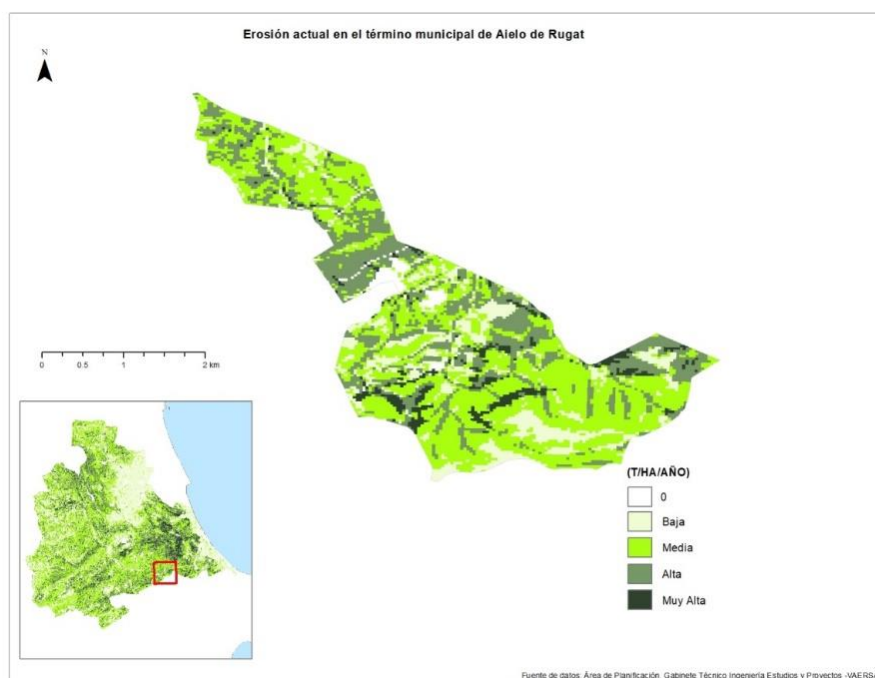 Erosión actual en el término municipal de Aielo de Rugat
N
0 0.5 1 2 km
(T/HA/AÑO)
0
Baja
Media
Alta
Muy Alta
Fuente de datos: Área de Planificación. Gabinete Técnico Ingeniería Estudios y Proyectos -VAERSA